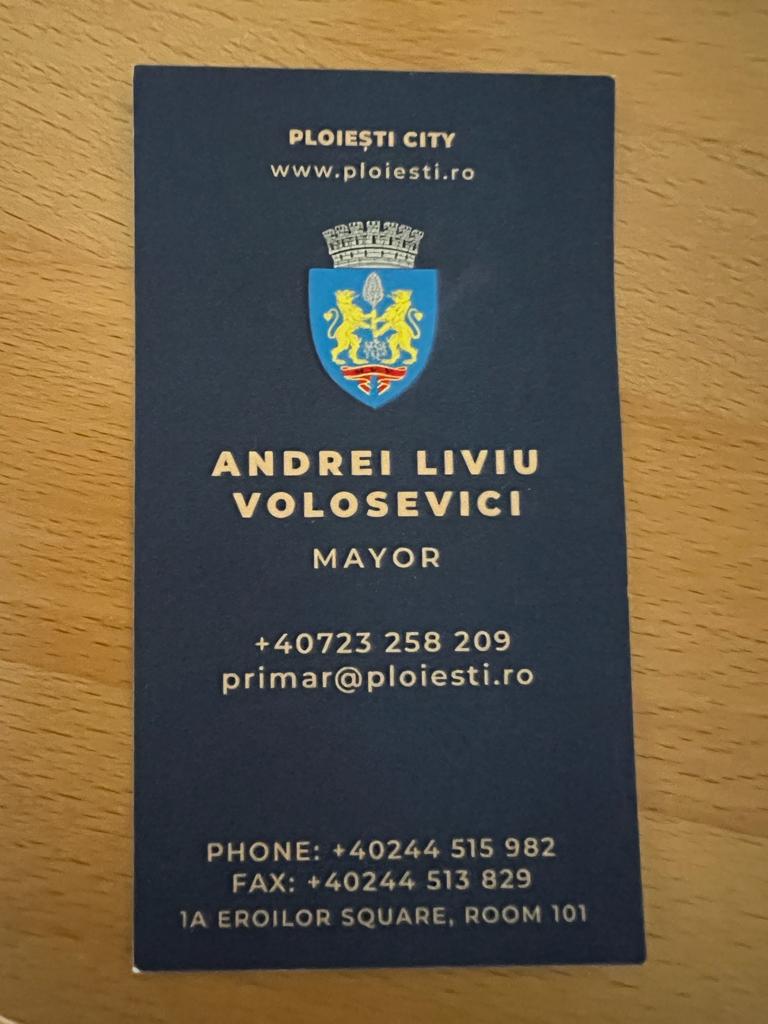 PLOIEȘTI CITY
www.ploiesti.ro
ANDREI LIVIU
VOLOSEVICI
MAYOR
+40723 258 209
primar@ploiesti.ro
PHONE: +40244 515 982
FAX: +40244 513 829
1A EROILOR SQUARE, ROOM 101